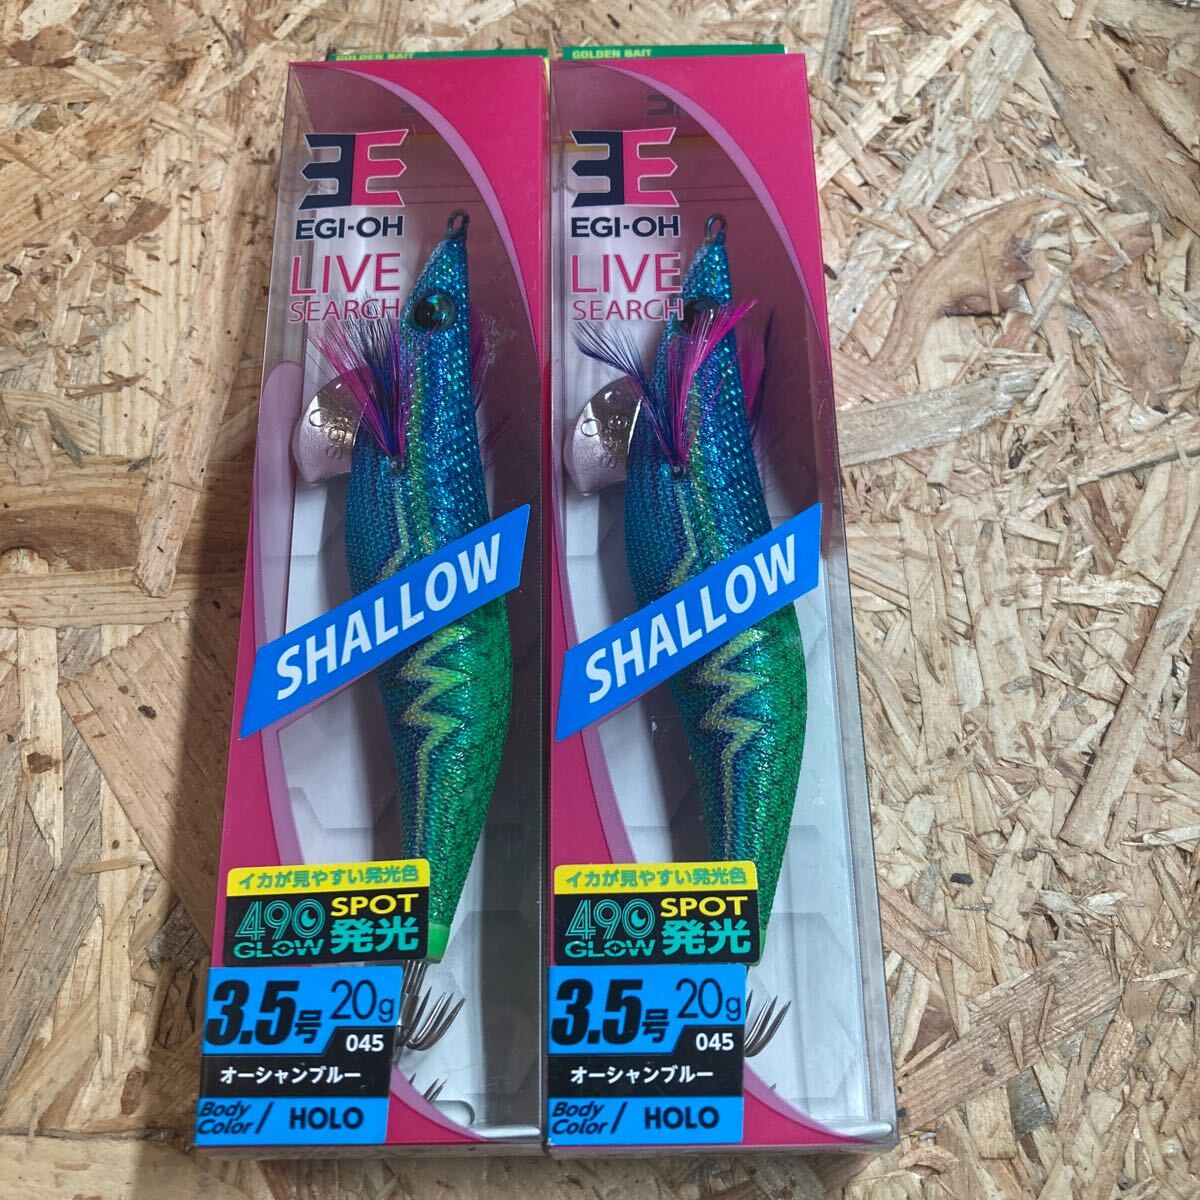 GOLDEN BAIT
EGI-OH
LIVE
SEARCH
SHALLOW
イカが見やすい発光色
490
GLOW
SPOT
発光
3.5号 20g
045
オーシャンブルー
Body
Color/ HOLO
GOLDEN BAIT
EGI-OH
LIVE
SEARCH
SHALLOW
イカが見やすい発光色
490
GLOW
SPOT
発光
3.5号 20g
045
オーシャンブルー
Body
Color/ HOLO